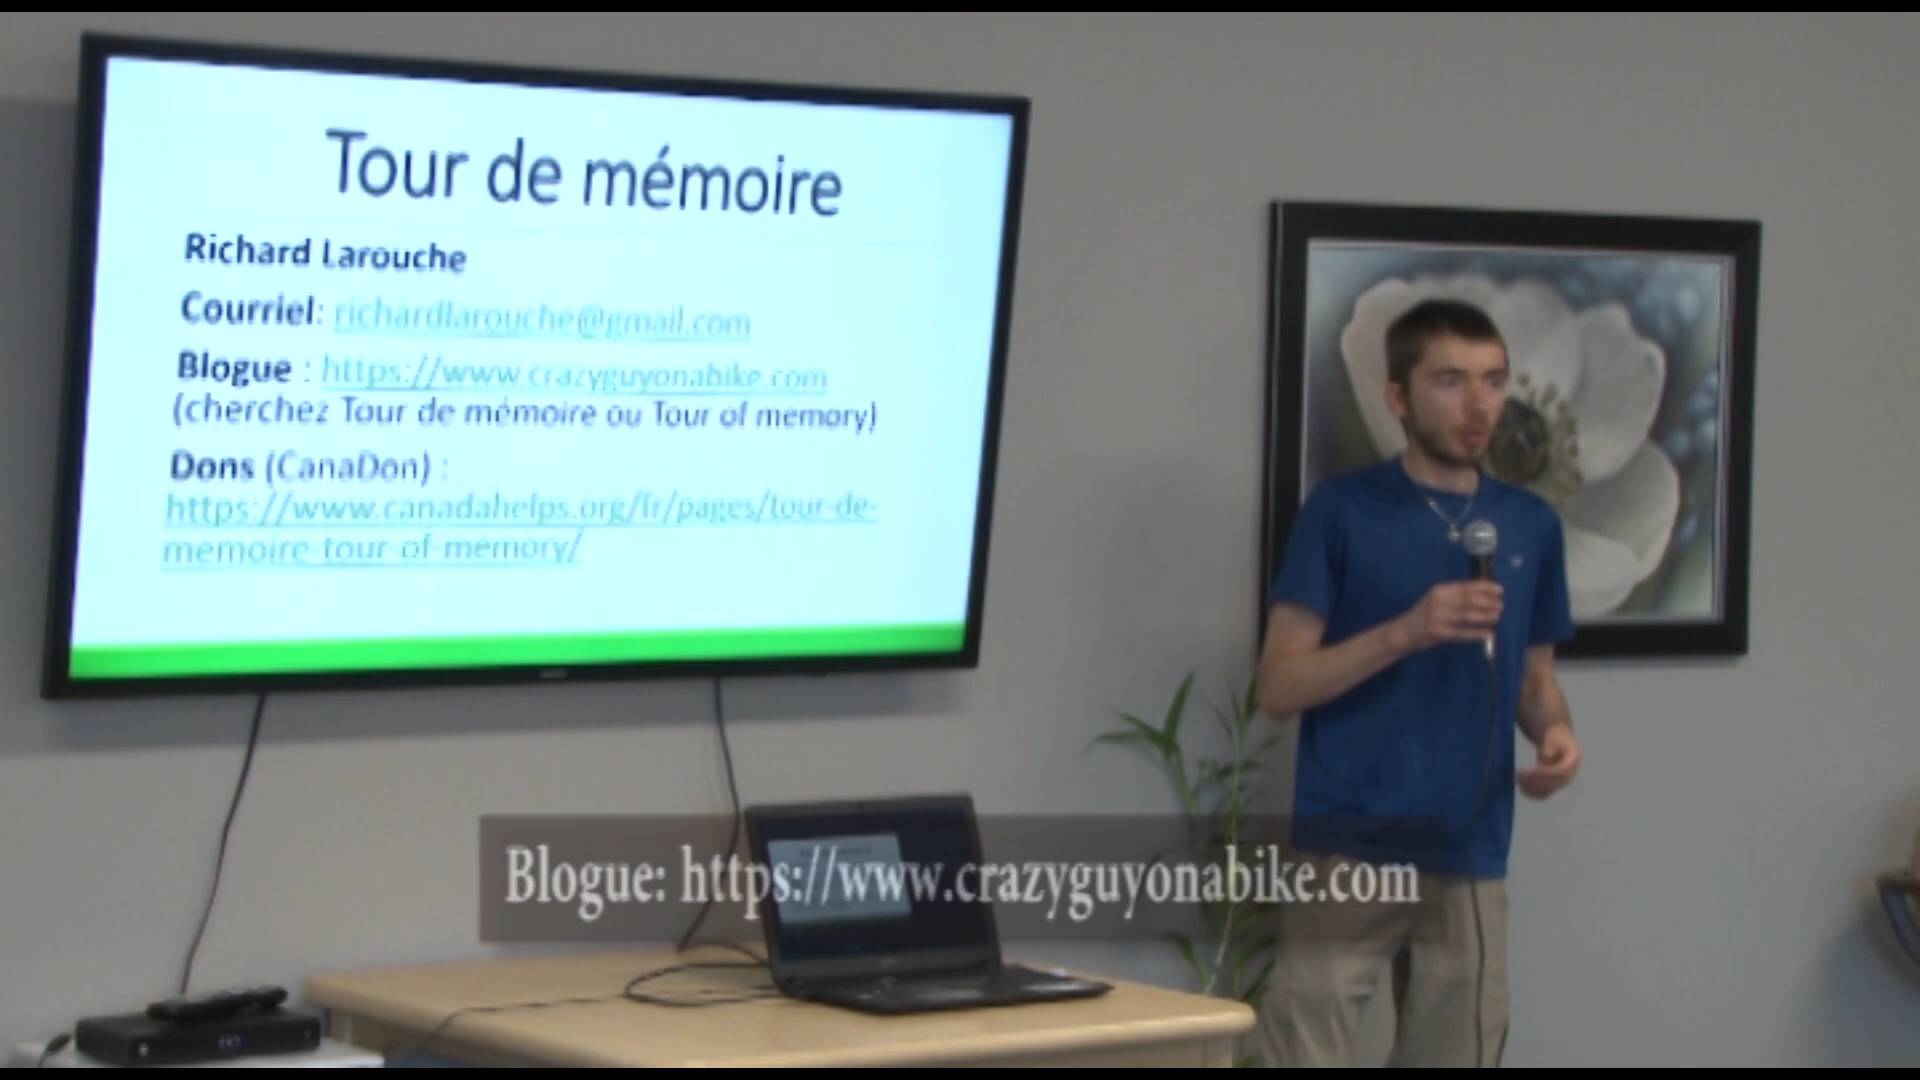 Tour de mémoire
Richard Larouche
Courriel: richardlarouche@gmail.com
Blogue : https://www.crazyguyonabike.com
(cherchez Tour de mémoire ou Tour of memory)
Dons (CanaDon) :
https://www.canadahelps.org/fr/pages/tour-de-
memoire-tour-of-memory/
Blogue: https://www.crazyguyonabike.com